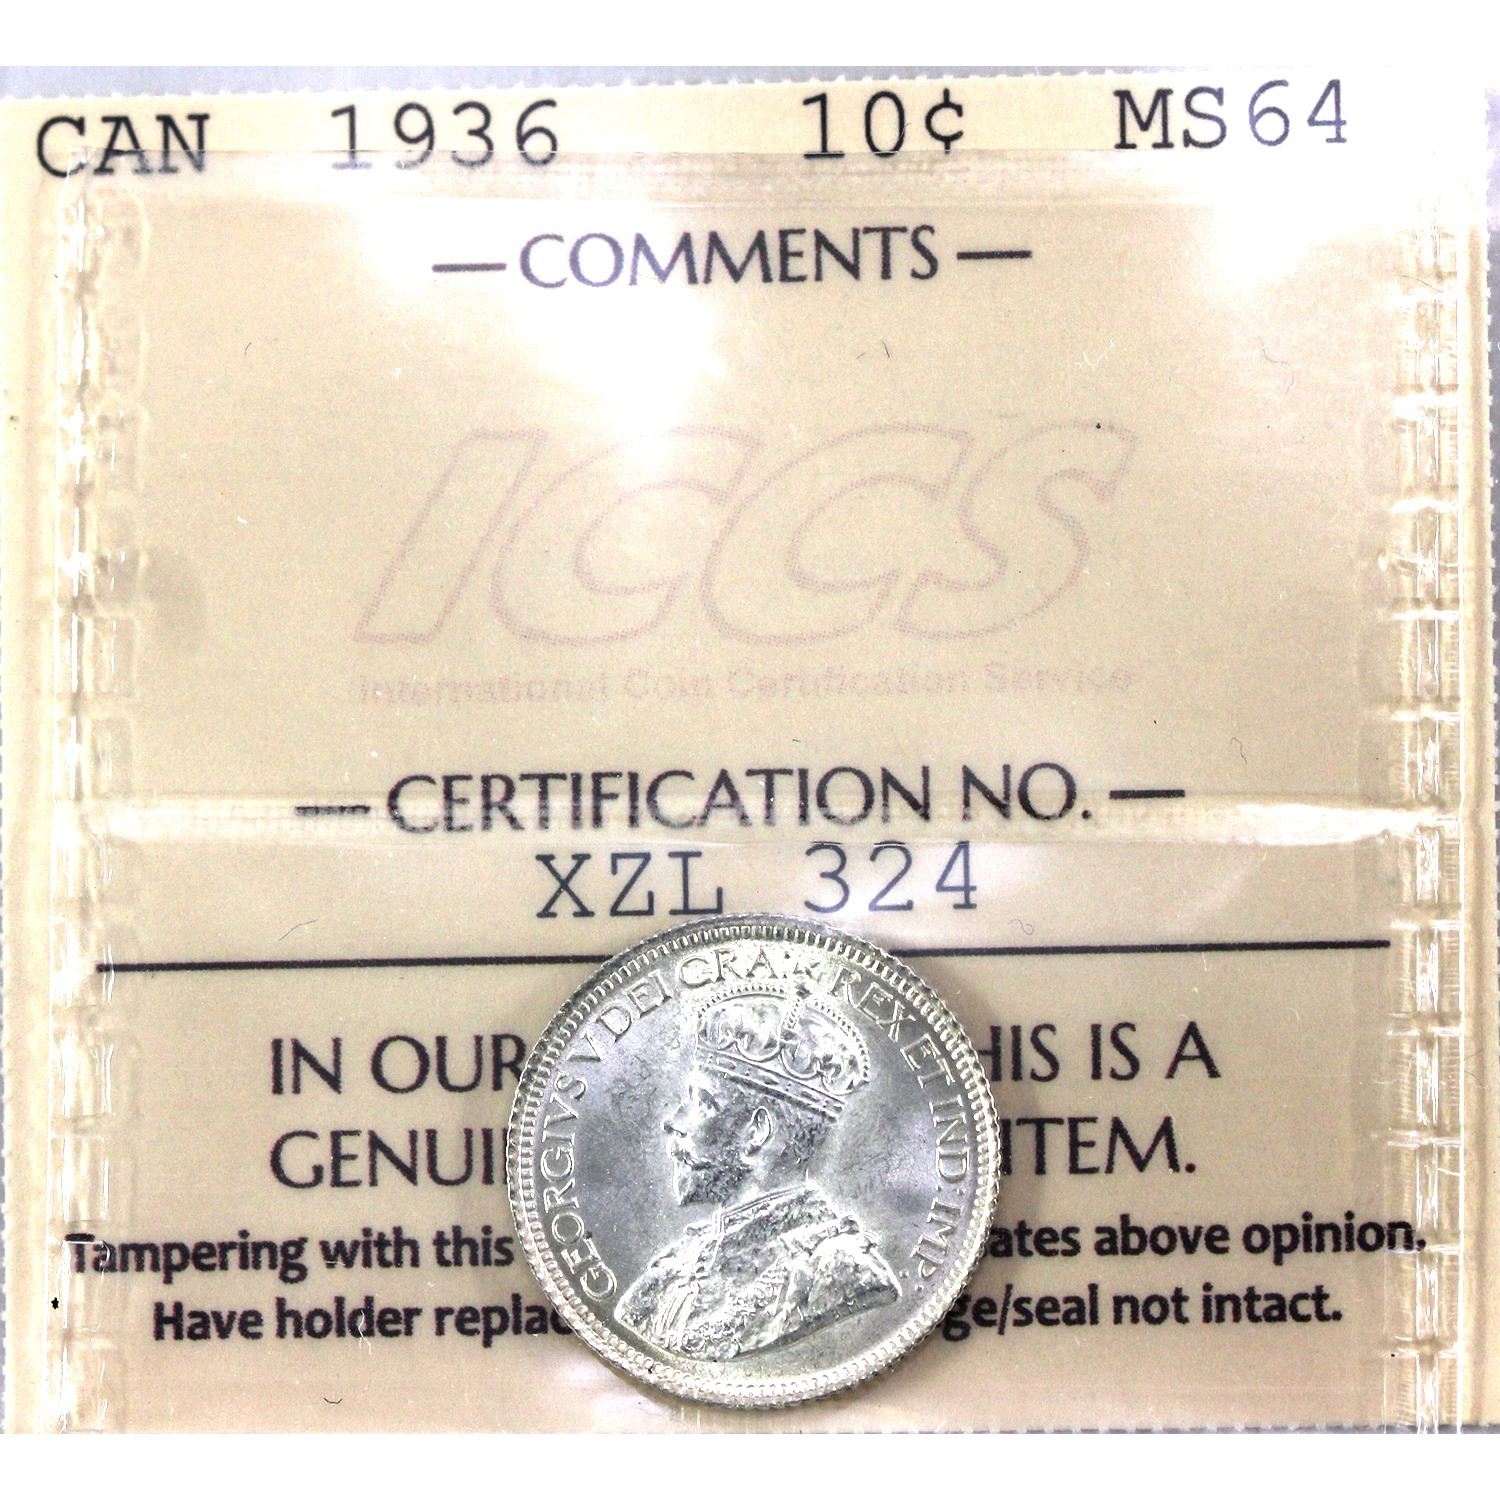 CAN 1936 10¢ MS64
— COMMENTS —
ICCS
International Coin Certification Service
— CERTIFICATION NO. —
XZL 324
IN OUR HIS IS A
GENUI ITEM.
Tampering with this ates above opinion.
Have holder replac ge/seal not intact.
GEORGIVS V DEI GRA: REX ET IND: IMP: